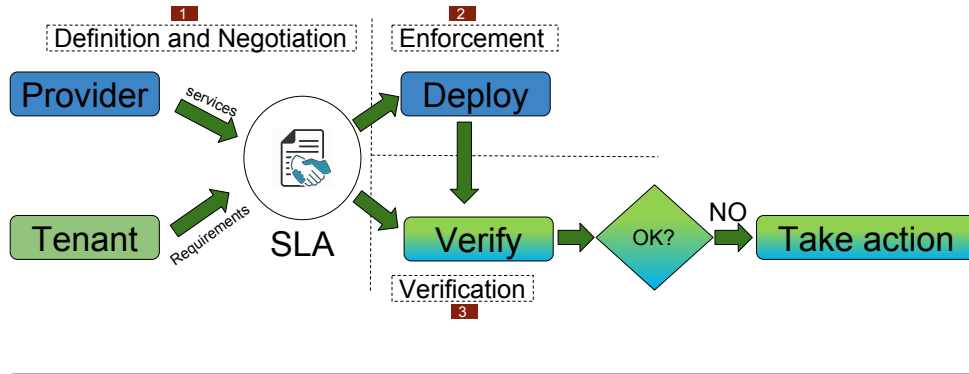 1
Definition and Negotiation
2
Enforcement
Provider
services
Deploy
Tenant
Requirements
SLA
Verify
OK?
NO
Take action
Verification
3